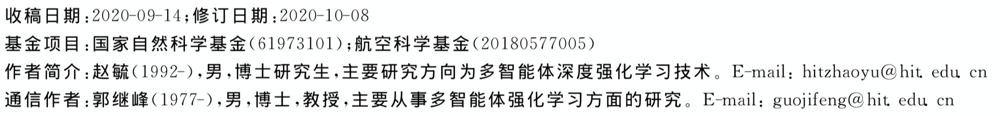 收稿日期:2020-09-14;修订日期:2020-10-08
基金项目:国家自然科学基金(61973101);航空科学基金(20180577005)
作者简介:赵毓(1992-),男,博士研究生,主要研究方向为多智能体深度强化学习技术。E-mail: hitzhaoyu@hit. edu. cn
通信作者:郭继峰(1977-),男,博士,教授,主要从事多智能体强化学习方面的研究。E-mail: guojifeng@hit. edu. cn